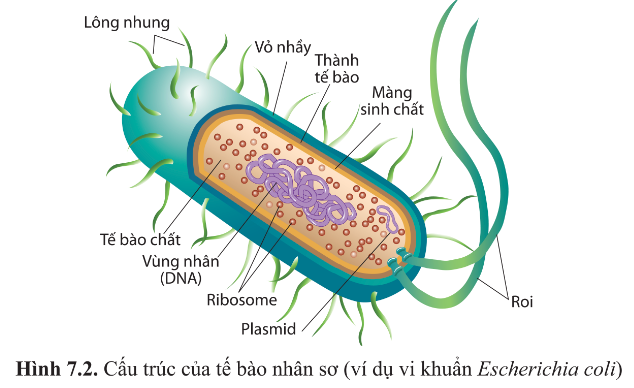 Lông nhung
Vỏ nhầy
Thành
tế bào
Màng
sinh chất
Tế bào chất
Vùng nhân
(DNA)
Ribosome
Plasmid
Roi
Hình 7.2. Cấu trúc của tế bào nhân sơ (ví dụ vi khuẩn Escherichia coli)